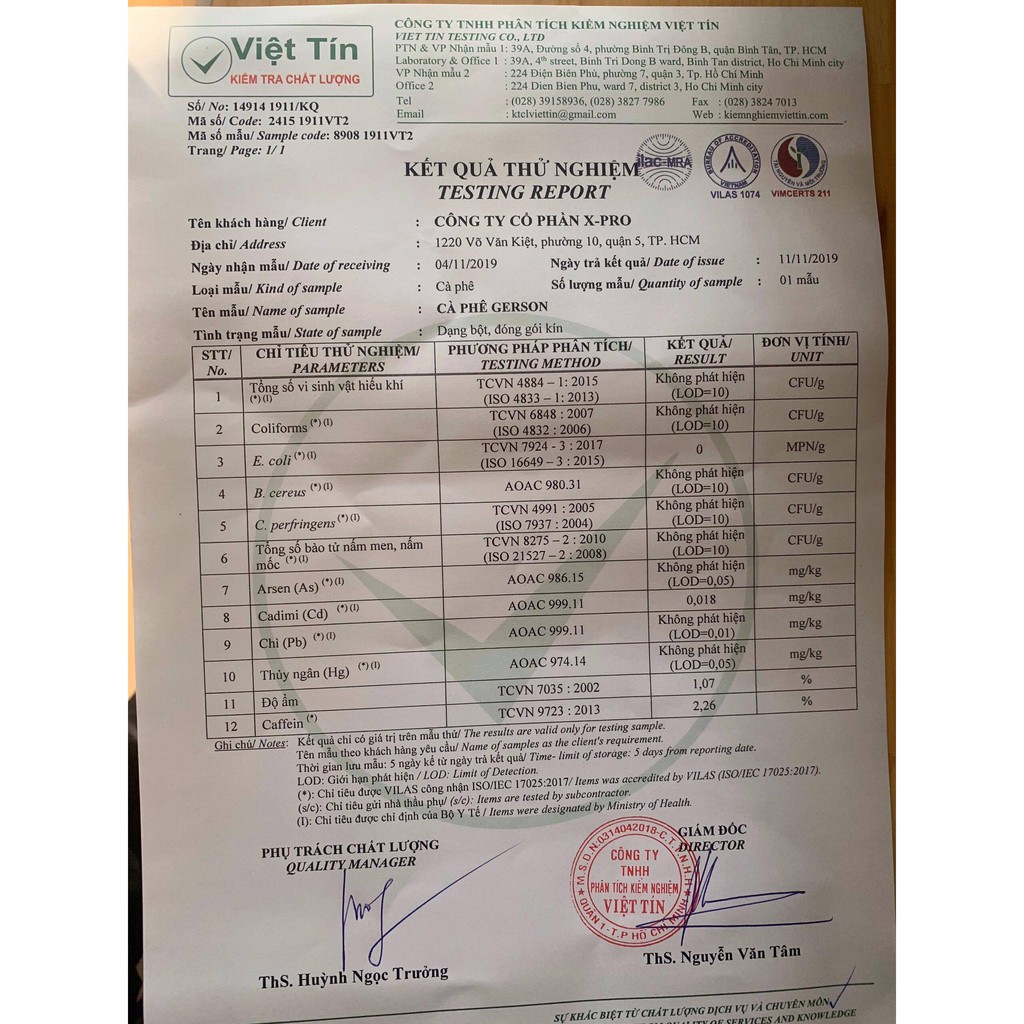 Việt Tín
KIỂM TRA CHẤT LƯỢNG
CÔNG TY TNHH PHÂN TÍCH KIỂM NGHIỆM VIỆT TÍN
VIET TIN TESTING CO., LTD
PTN & VP Nhận mẫu 1: 39A, Đường số 4, phường Bình Trị Đông B, quận Bình Tân, TP. HCM
Laboratory & Office 1 : 39A, 4th street, Binh Tri Dong B ward, Binh Tan district, Ho Chi Minh city
VP Nhận mẫu 2 : 224 Điện Biên Phủ, phường 7, quận 3, Tp. Hồ Chí Minh
Office 2 : 224 Dien Bien Phu, ward 7, district 3, Ho Chi Minh city
Tel : (028) 39158936, (028) 3827 7986 Fax : (028) 3824 7013
Email : ktclviettin@gmail.com Web : kiemnghiemviettin.com
Số/ No: 14914 1911/KQ
Mã số/ Code: 2415 1911VT2
Mã số mẫu/ Sample code: 8908 1911VT2
Trang/ Page: 1/ 1
KẾT QUẢ THỬ NGHIỆM
TESTING REPORT
ilac-MRA
BUREAU OF ACCREDITATION
VIETNAM
VILAS 1074
TÀI NGUYÊN VÀ MÔI TRƯỜNG
VIMCERTS 211
Tên khách hàng/ Client : CÔNG TY CỔ PHẦN X-PRO
Địa chỉ/ Address : 1220 Võ Văn Kiệt, phường 10, quận 5, TP. HCM
Ngày nhận mẫu/ Date of receiving : 04/11/2019 Ngày trả kết quả/ Date of issue : 11/11/2019
Loại mẫu/ Kind of sample : Cà phê Số lượng mẫu/ Quantity of sample : 01 mẫu
Tên mẫu/ Name of sample : CÀ PHÊ GERSON
Tình trạng mẫu/ State of sample : Dạng bột, đóng gói kín
STT/ No. CHỈ TIÊU THỬ NGHIỆM/ PARAMETERS PHƯƠNG PHÁP PHÂN TÍCH/ TESTING METHOD KẾT QUẢ/ RESULT ĐƠN VỊ TÍNH/ UNIT
1 Tổng số vi sinh vật hiếu khí (*) (I) TCVN 4884 – 1: 2015 (ISO 4833 – 1: 2013) Không phát hiện (LOD=10) CFU/g
2 Coliforms (*) (I) TCVN 6848 : 2007 (ISO 4832 : 2006) Không phát hiện (LOD=10) CFU/g
3 E. coli (*) (I) TCVN 7924 - 3 : 2017 (ISO 16649 – 3 : 2015) 0 MPN/g
4 B. cereus (*) (I) AOAC 980.31 Không phát hiện (LOD=10) CFU/g
5 C. perfringens (*) (I) TCVN 4991 : 2005 (ISO 7937 : 2004) Không phát hiện (LOD=10) CFU/g
6 Tổng số bào tử nấm men, nấm mốc (*) (I) TCVN 8275 – 2 : 2010 (ISO 21527 – 2 : 2008) Không phát hiện (LOD=10) CFU/g
7 Arsen (As) (*) (I) AOAC 986.15 Không phát hiện (LOD=0,05) mg/kg
8 Cadimi (Cd) (*) (I) AOAC 999.11 0,018 mg/kg
9 Chì (Pb) (*) (I) AOAC 999.11 Không phát hiện (LOD=0,01) mg/kg
10 Thủy ngân (Hg) (*) (I) AOAC 974.14 Không phát hiện (LOD=0,05) mg/kg
11 Độ ẩm TCVN 7035 : 2002 1,07 %
12 Caffein (*) TCVN 9723 : 2013 2,26 %
Ghi chú/ Notes: Kết quả chỉ có giá trị trên mẫu thử/ The results are valid only for testing sample.
Tên mẫu theo khách hàng yêu cầu/ Name of samples as the client's requirement.
Thời gian lưu mẫu: 5 ngày kể từ ngày trả kết quả/ Time- limit of storage: 5 days from reporting date.
LOD: Giới hạn phát hiện / LOD: Limit of Detection.
(*): Chỉ tiêu được VILAS công nhận ISO/IEC 17025:2017/ Items was accredited by VILAS (ISO/IEC 17025:2017).
(s/c): Chỉ tiêu gửi nhà thầu phụ/ (s/c): Items are tested by subcontractor.
(I): Chỉ tiêu được chỉ định của Bộ Y Tế / Items were designated by Ministry of Health.
PHỤ TRÁCH CHẤT LƯỢNG
QUALITY MANAGER
GIÁM ĐỐC
DIRECTOR
M.S.D.N:0314042018-C.T.T.N.H.H
CÔNG TY
TNHH
PHÂN TÍCH KIỂM NGHIỆM
VIỆT TÍN
QUẬN 1 - T.P HỒ CHÍ MINH
ThS. Huỳnh Ngọc Trưởng
ThS. Nguyễn Văn Tâm
SỰ KHÁC BIỆT TỪ CHẤT LƯỢNG DỊCH VỤ VÀ CHUYÊN MÔN
QUALITY OF SERVICES AND KNOWLEDGE